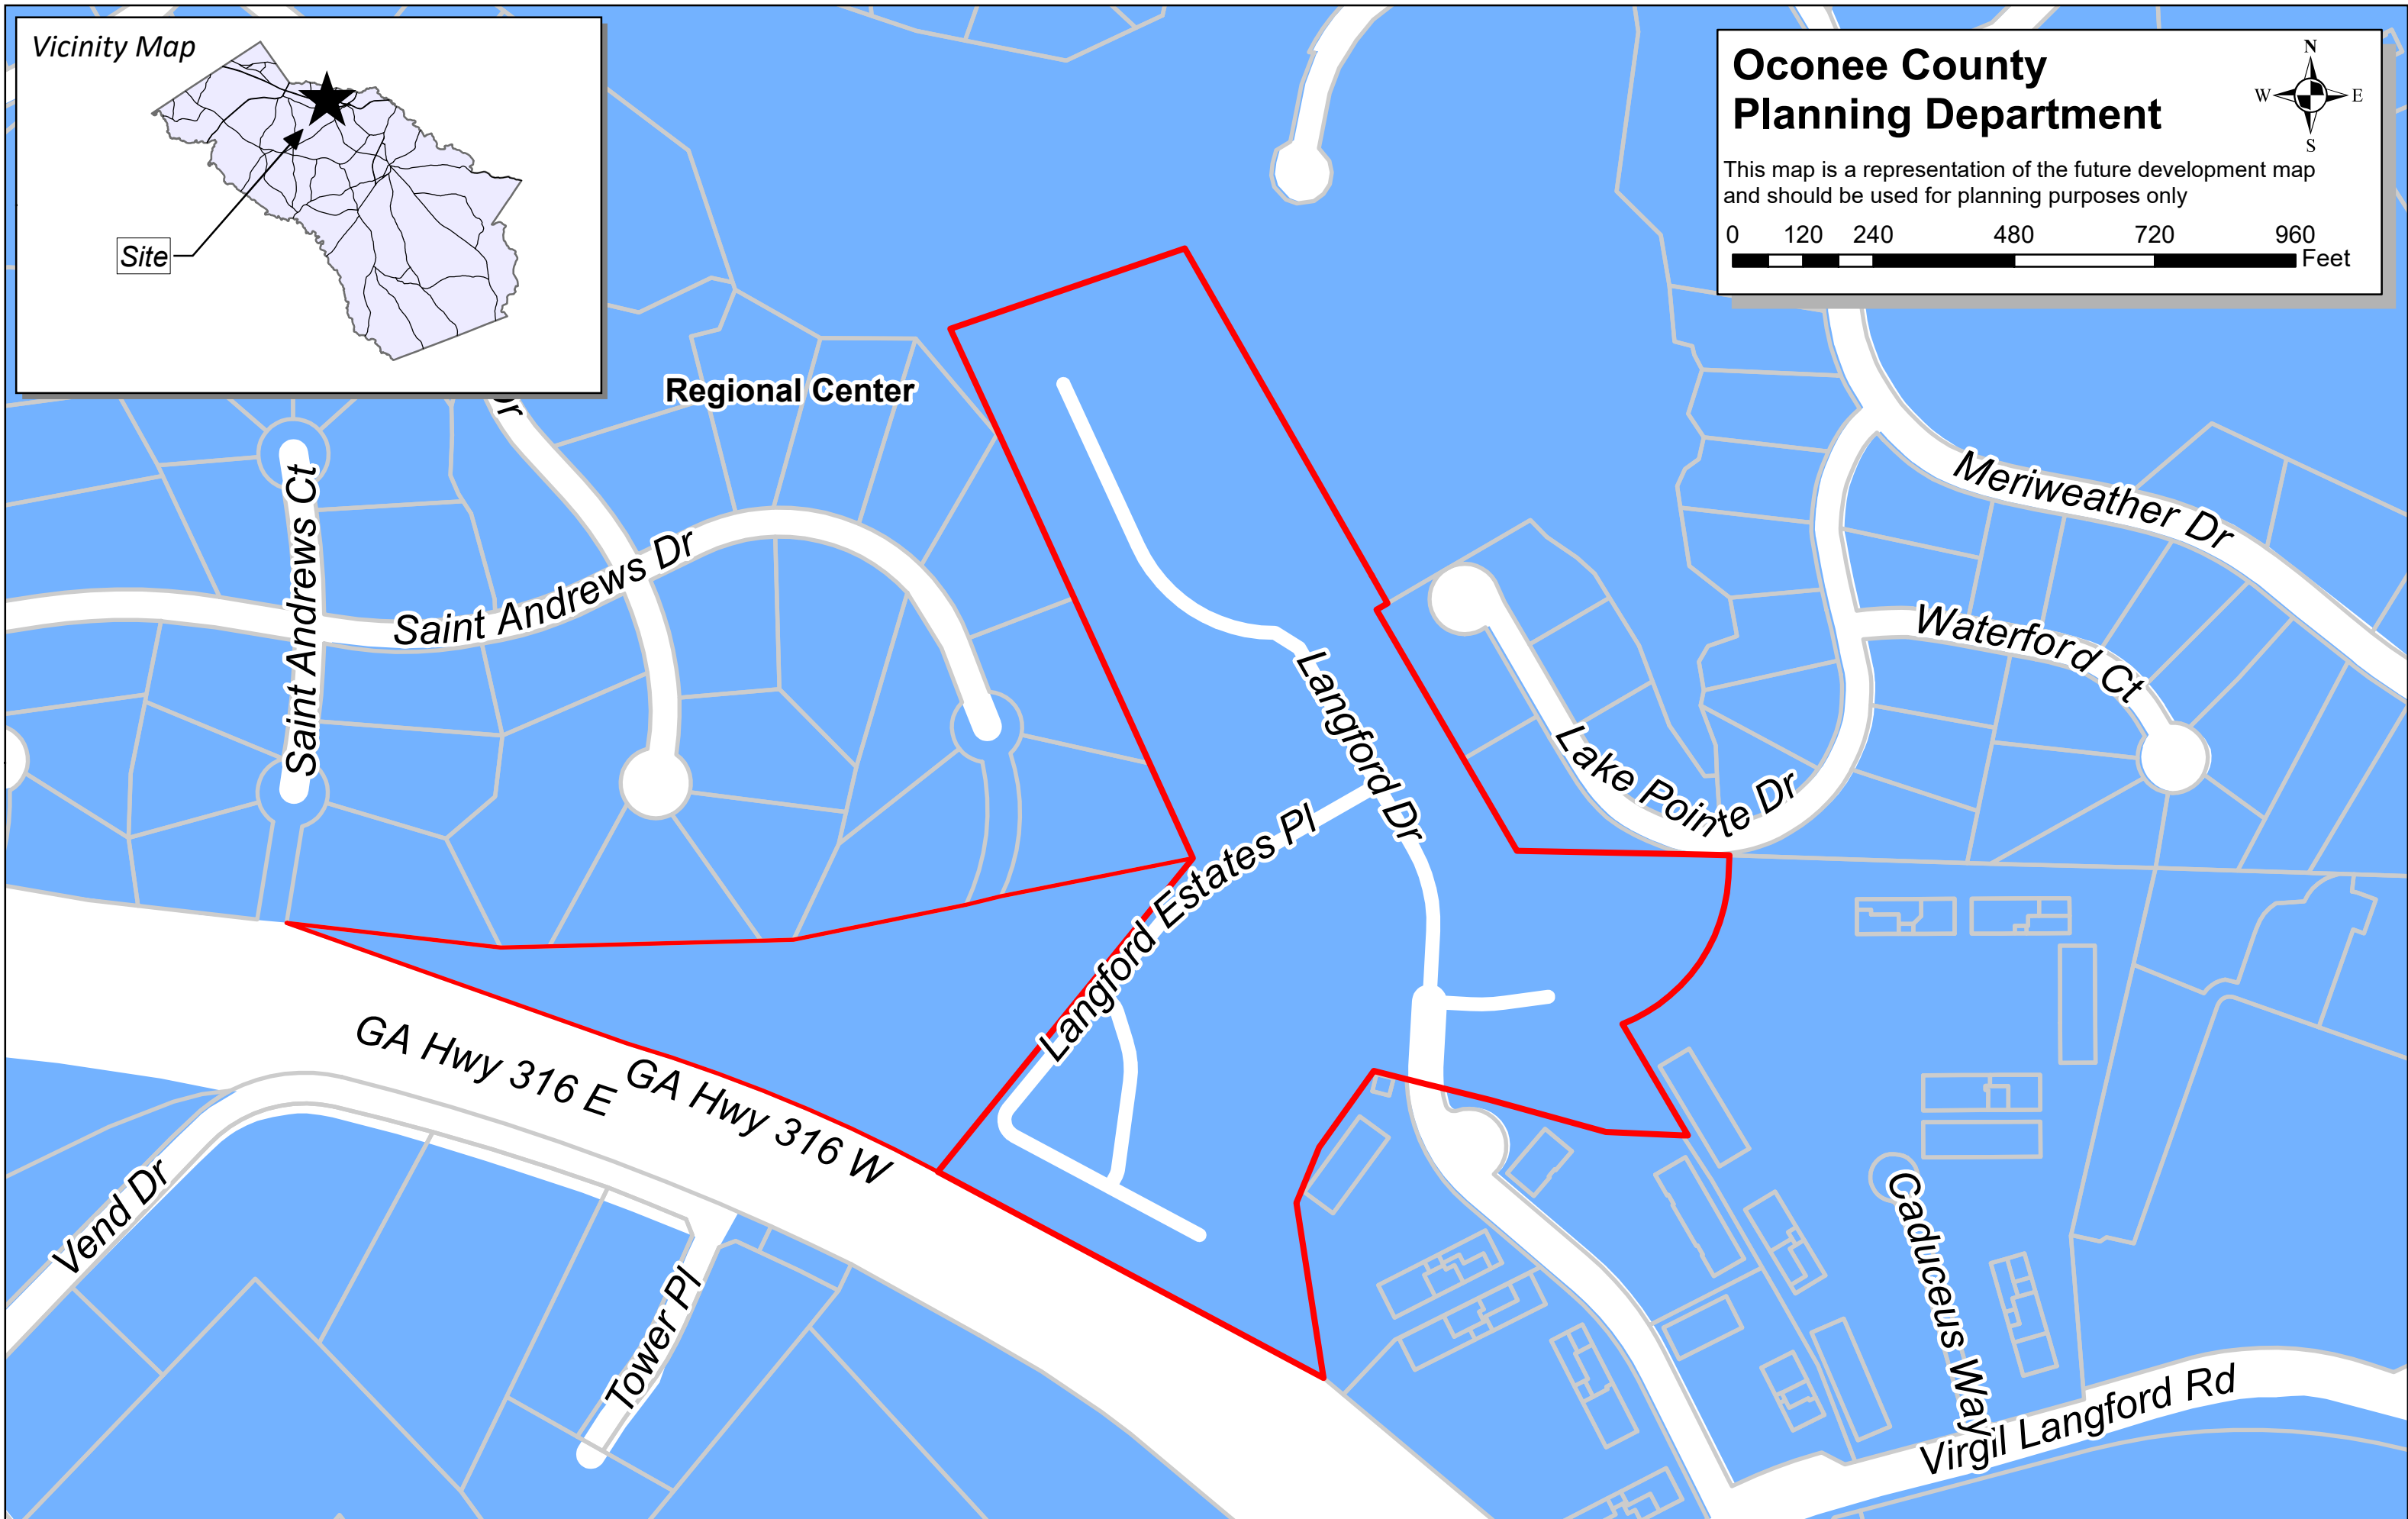 Vicinity Map
Site
Oconee County
Planning Department
N
W
E
S
This map is a representation of the future development map
and should be used for planning purposes only
0 120 240 480 720 960
Feet
Regional Center
Dr
Saint Andrews Ct
Saint Andrews Dr
Meriweather Dr
Waterford Ct
Langford Dr
Lake Pointe Dr
Langford Estates Pl
GA Hwy 316 E
GA Hwy 316 W
Vend Dr
Tower Pl
Caduceus Way
Virgil Langford Rd